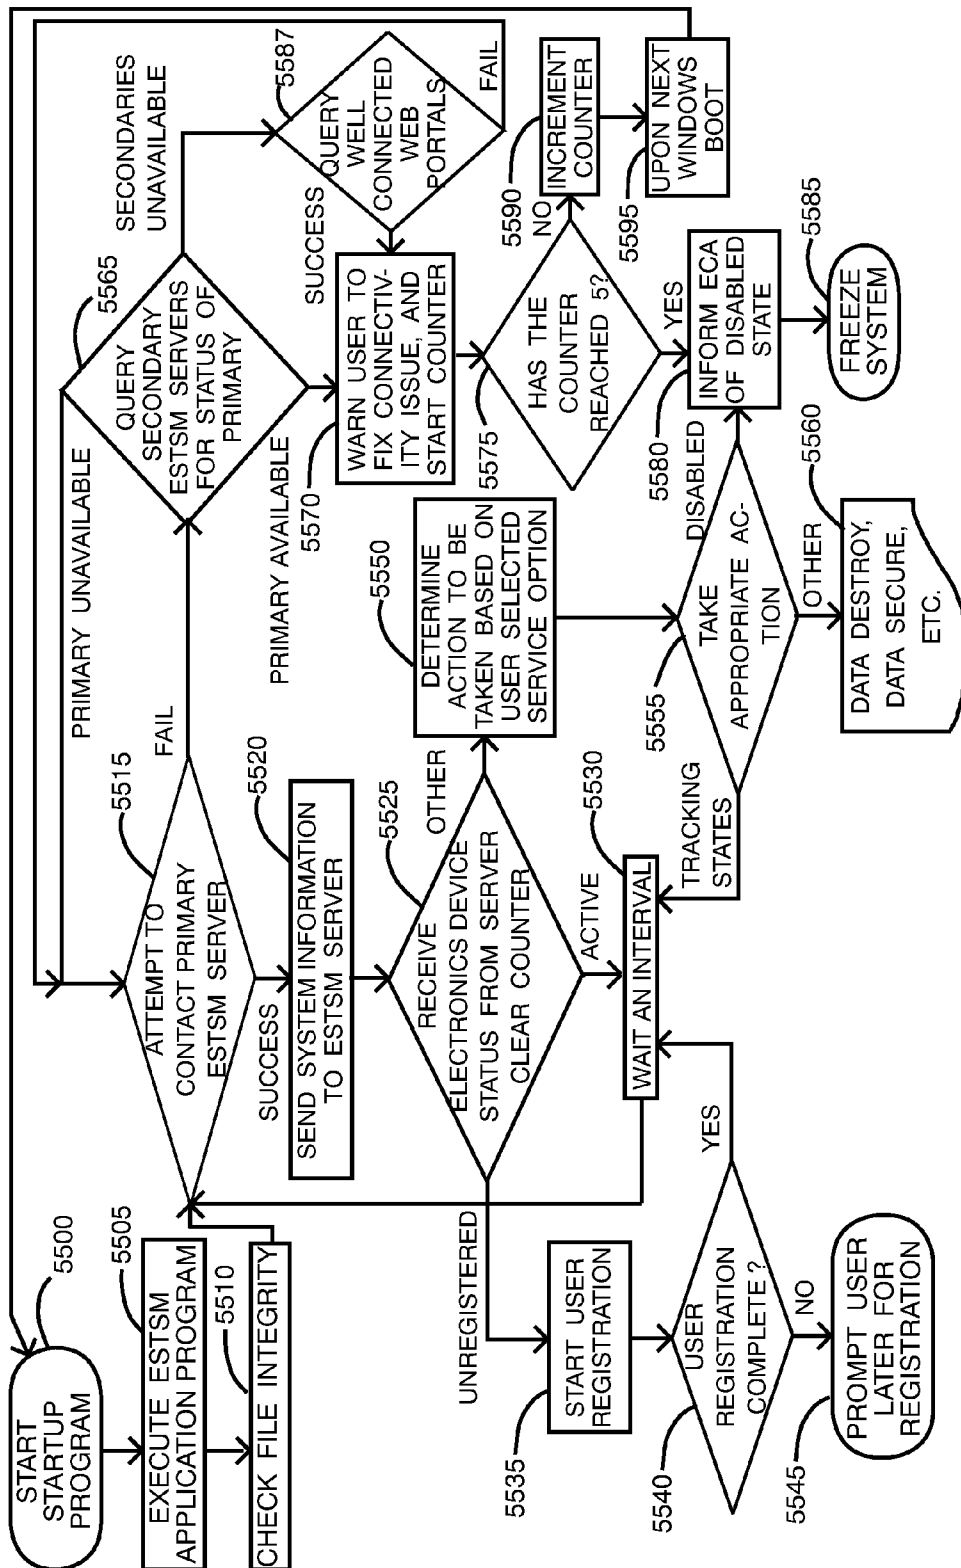 START
STARTUP
PROGRAM
5500
EXECUTE ESTSM
APPLICATION PROGRAM
5505
CHECK FILE INTEGRITY
5510
ATTEMPT TO
CONTACT PRIMARY
ESTSM SERVER
5515
FAIL
SUCCESS
PRIMARY UNAVAILABLE
SEND SYSTEM INFORMATION
TO ESTSM SERVER
5520
RECEIVE
ELECTRONICS DEVICE
STATUS FROM SERVER
CLEAR COUNTER
5525
UNREGISTERED
OTHER
ACTIVE
WAIT AN INTERVAL
5530
START USER
REGISTRATION
5535
USER
REGISTRATION
COMPLETE ?
5540
YES
NO
PROMPT USER
LATER FOR
REGISTRATION
5545
DETERMINE
ACTION TO BE
TAKEN BASED ON
USER SELECTED
SERVICE OPTION
5550
TAKE
APPROPRIATE AC-
TION
5555
TRACKING
STATES
DISABLED
OTHER
DATA DESTROY,
DATA SECURE,
ETC.
5560
QUERY
SECONDARY
ESTSM SERVERS
FOR STATUS OF
PRIMARY
5565
SECONDARIES
UNAVAILABLE
PRIMARY AVAILABLE
QUERY
WELL
CONNECTED
WEB
PORTALS
5587
FAIL
SUCCESS
WARN USER TO
FIX CONNECTIV-
ITY ISSUE, AND
START COUNTER
5570
HAS THE
COUNTER
REACHED 5?
5575
NO
YES
INCREMENT
COUNTER
5590
UPON NEXT
WINDOWS
BOOT
5595
INFORM ECA
OF DISABLED
STATE
5580
FREEZE
SYSTEM
5585